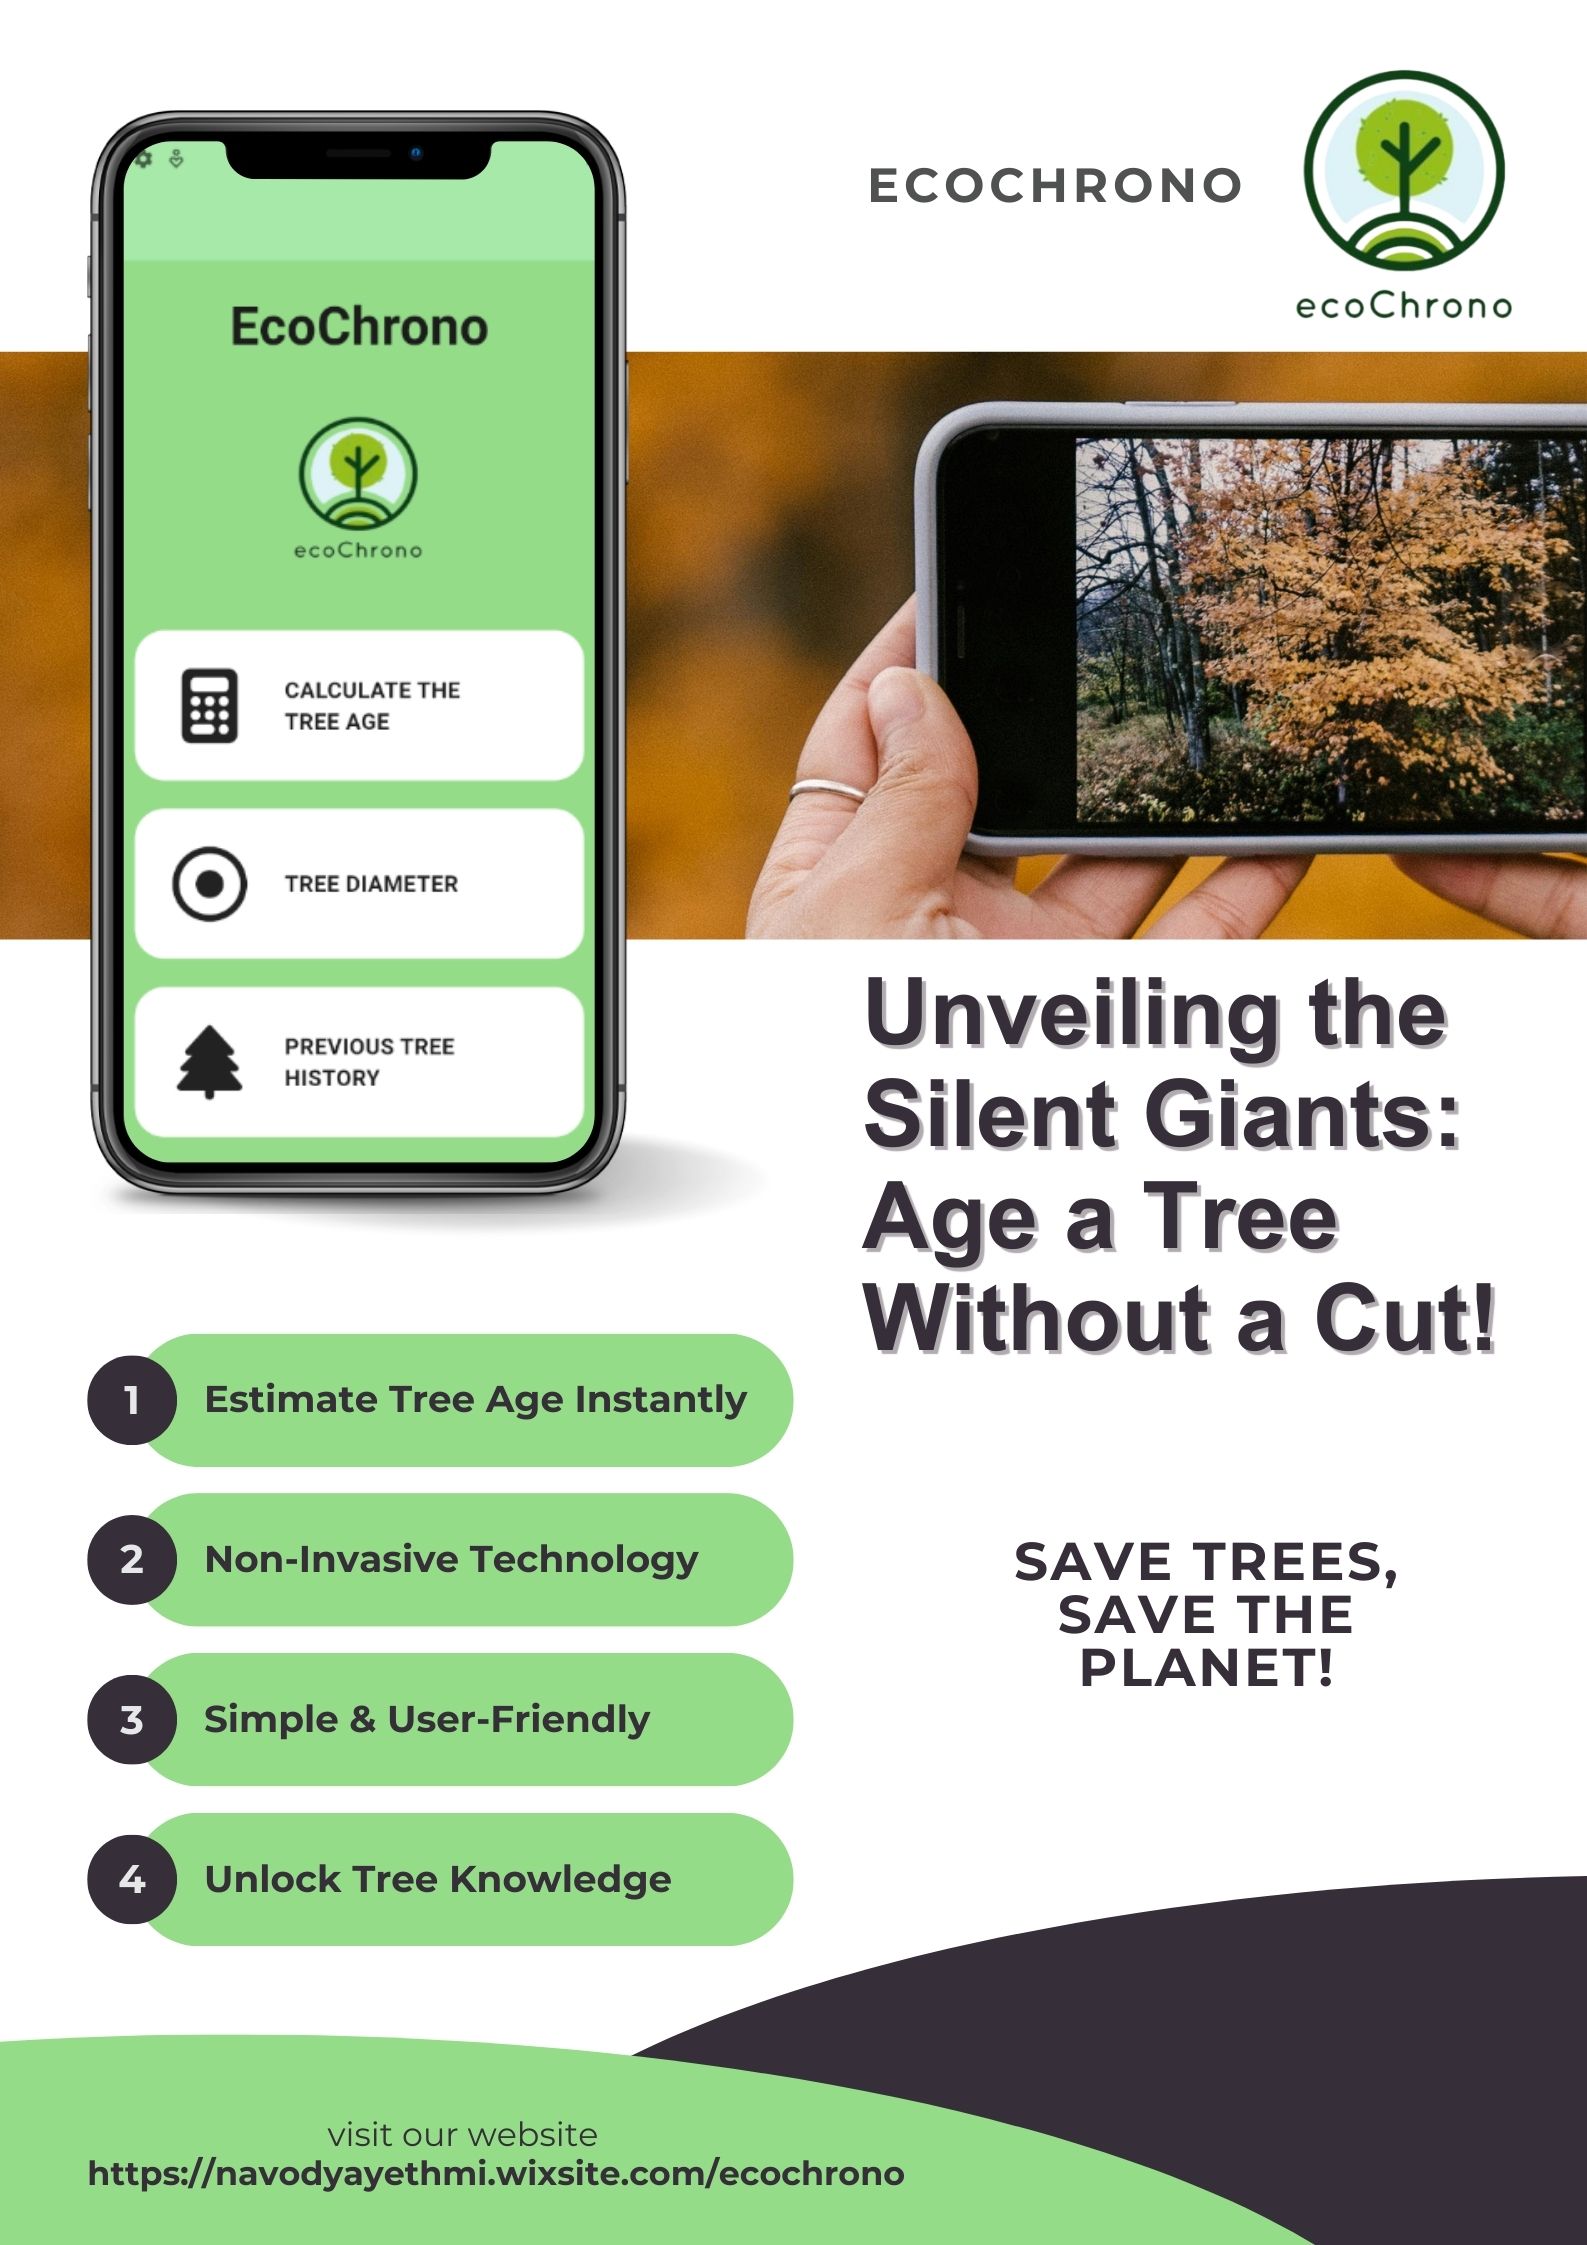 ECOCHRONO
ecoChrono
EcoChrono
ecoChrono
CALCULATE THE
TREE AGE
TREE DIAMETER
PREVIOUS TREE
HISTORY
Unveiling the
Silent Giants:
Age a Tree
Without a Cut!
1 Estimate Tree Age Instantly
2 Non-Invasive Technology
3 Simple & User-Friendly
4 Unlock Tree Knowledge
SAVE TREES,
SAVE THE
PLANET!
visit our website
https://navodyayethmi.wixsite.com/ecochrono